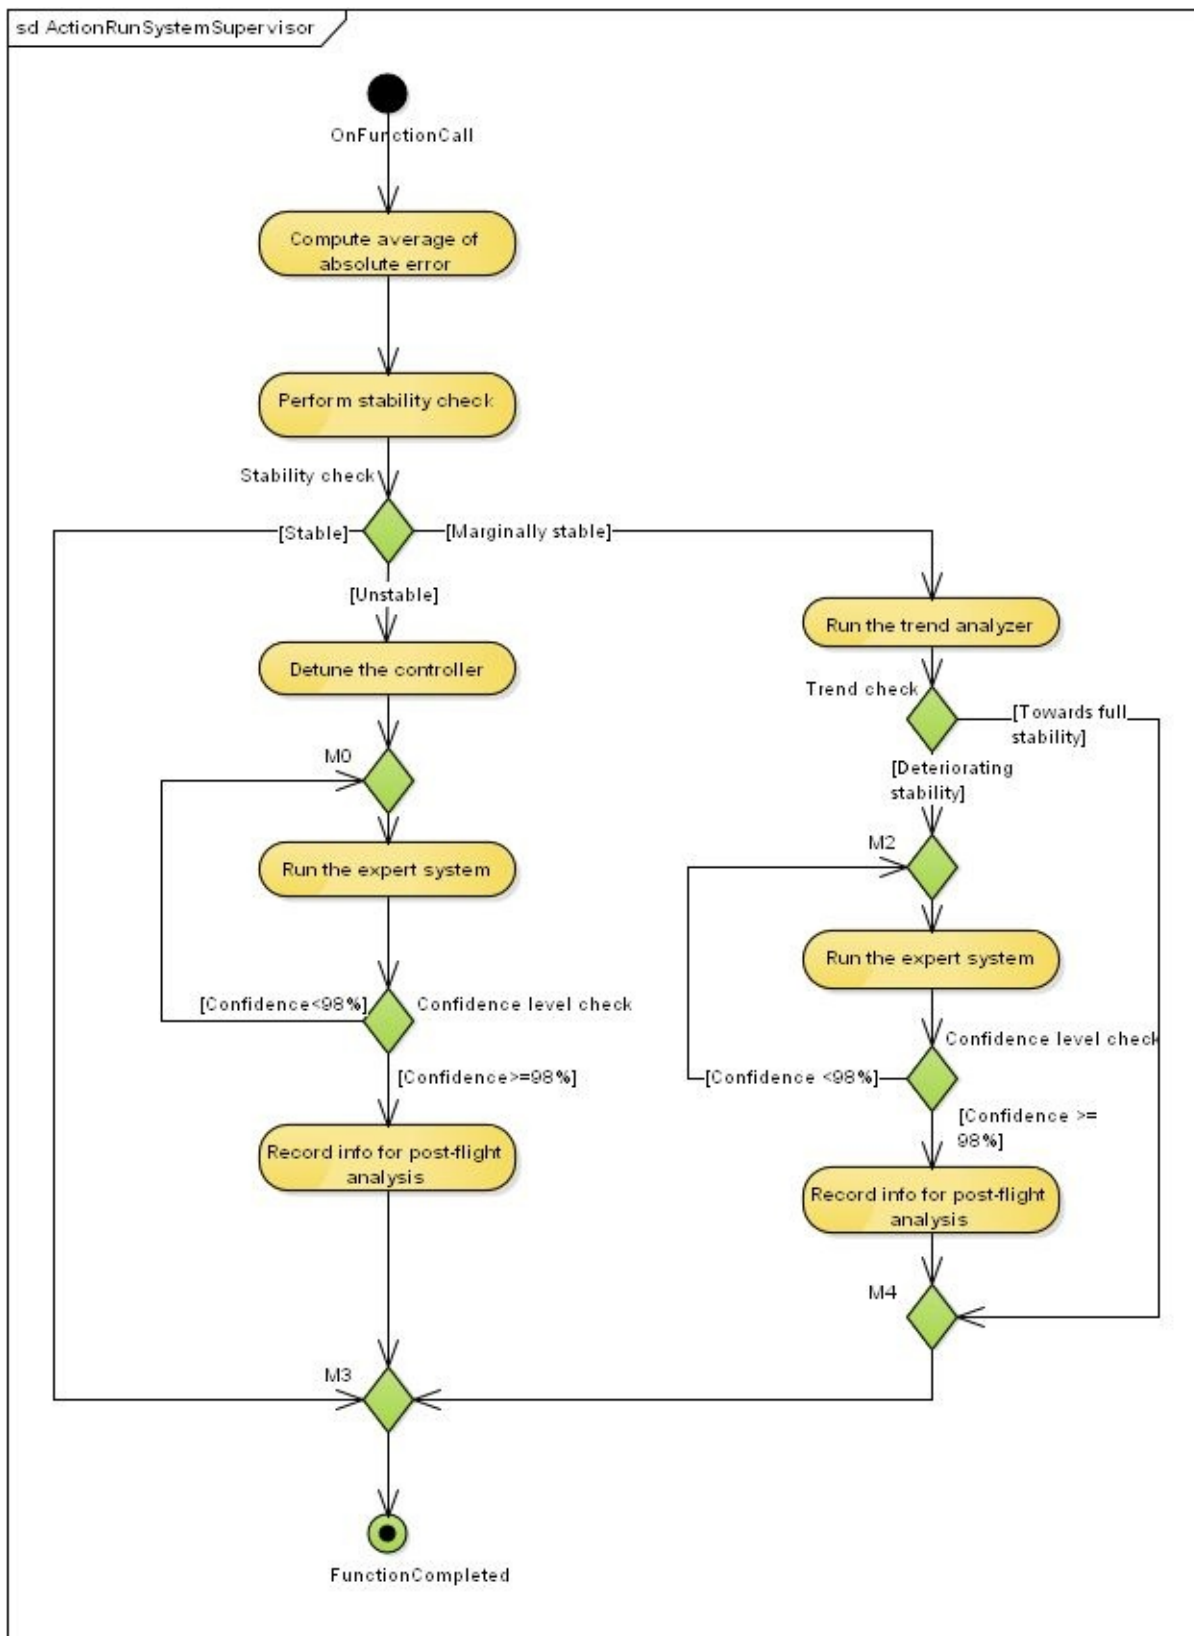 sd ActionRunSystemSupervisor
OnFunctionCall
Compute average of
absolute error
Perform stability check
Stability check
[Stable]
[Marginally stable]
[Unstable]
Run the trend analyzer
Detune the controller
Trend check
[Towards full
stability]
M0
[Deteriorating
stability]
M2
Run the expert system
Run the expert system
[Confidence<98%]
Confidence level check
Confidence level check
[Confidence>=98%]
[Confidence <98%]
[Confidence >=
98%]
Record info for post-flight
analysis
Record info for post-flight
analysis
M4
M3
FunctionCompleted